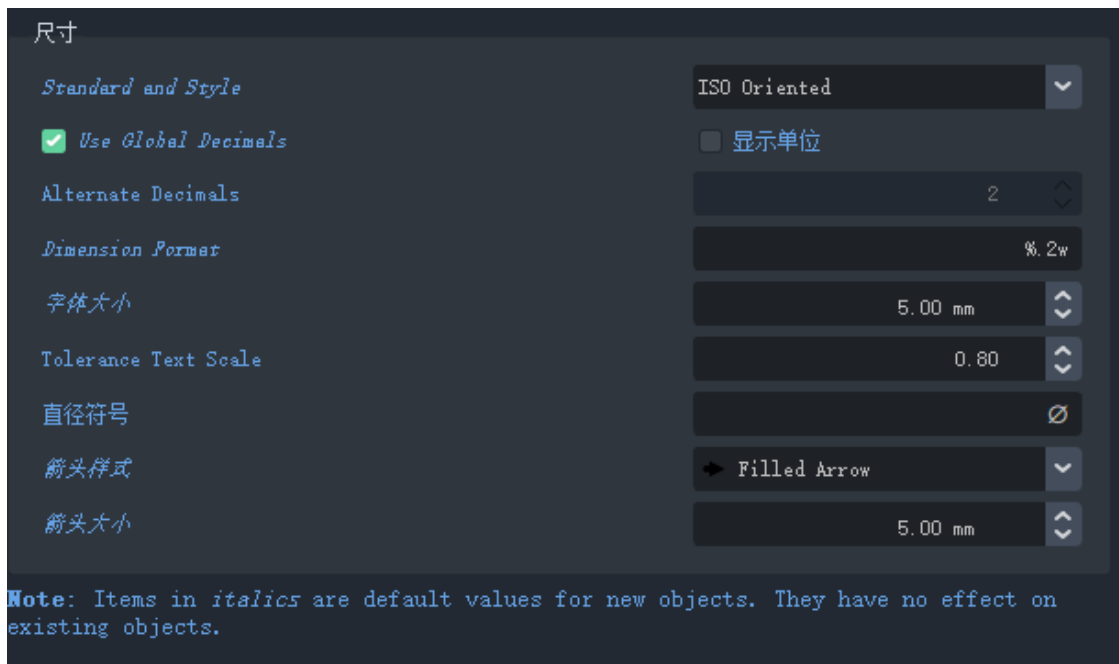 尺寸
Standard and Style ISO Oriented
Use Global Decimals 显示单位
Alternate Decimals 2
Dimension Format %.2w
字体大小 5.00 mm
Tolerance Text Scale 0.80
直径符号 ⌀
箭头样式 Filled Arrow
箭头大小 5.00 mm
Note: Items in italics are default values for new objects. They have no effect on
existing objects.